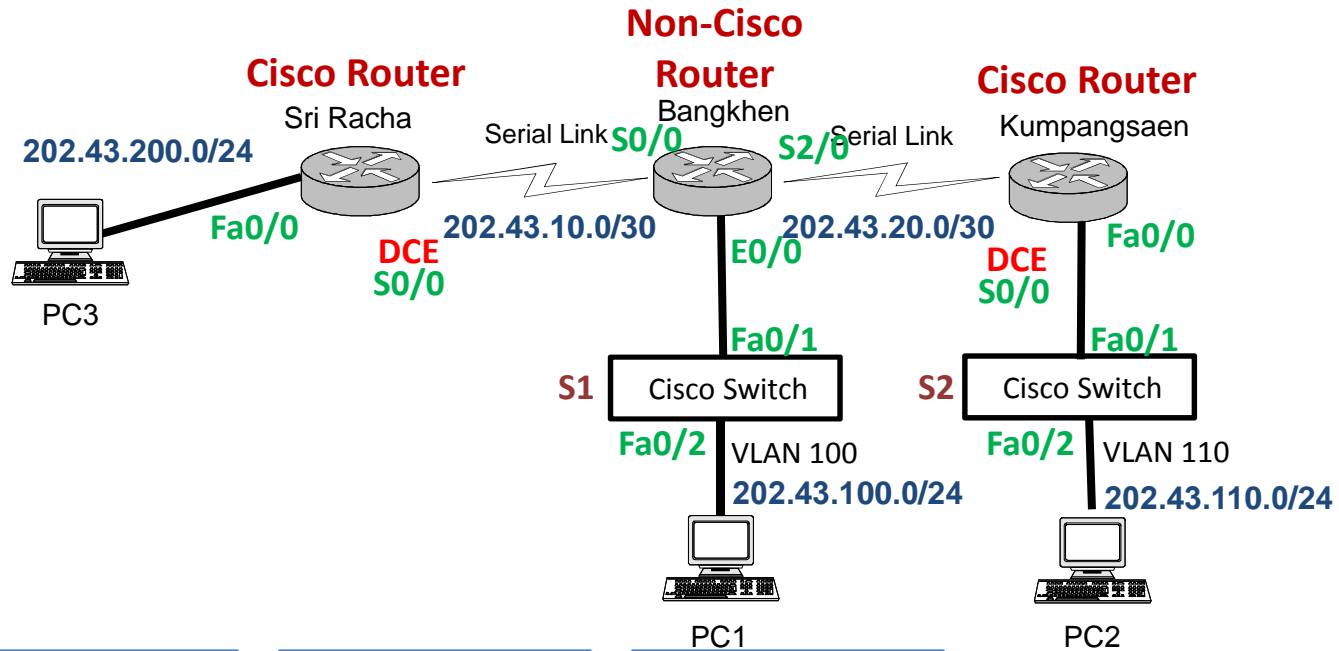 Non-Cisco
Router
Cisco Router
Cisco Router
Bangkhen
Sri Racha
Kumpangsaen
Serial Link
S0/0
S2/0
Serial Link
202.43.200.0/24
Fa0/0
202.43.10.0/30
202.43.20.0/30
Fa0/0
DCE
S0/0
E0/0
DCE
S0/0
PC3
Fa0/1
Fa0/1
S1
Cisco Switch
S2
Cisco Switch
Fa0/2
VLAN 100
Fa0/2
VLAN 110
202.43.100.0/24
202.43.110.0/24
PC1
PC2